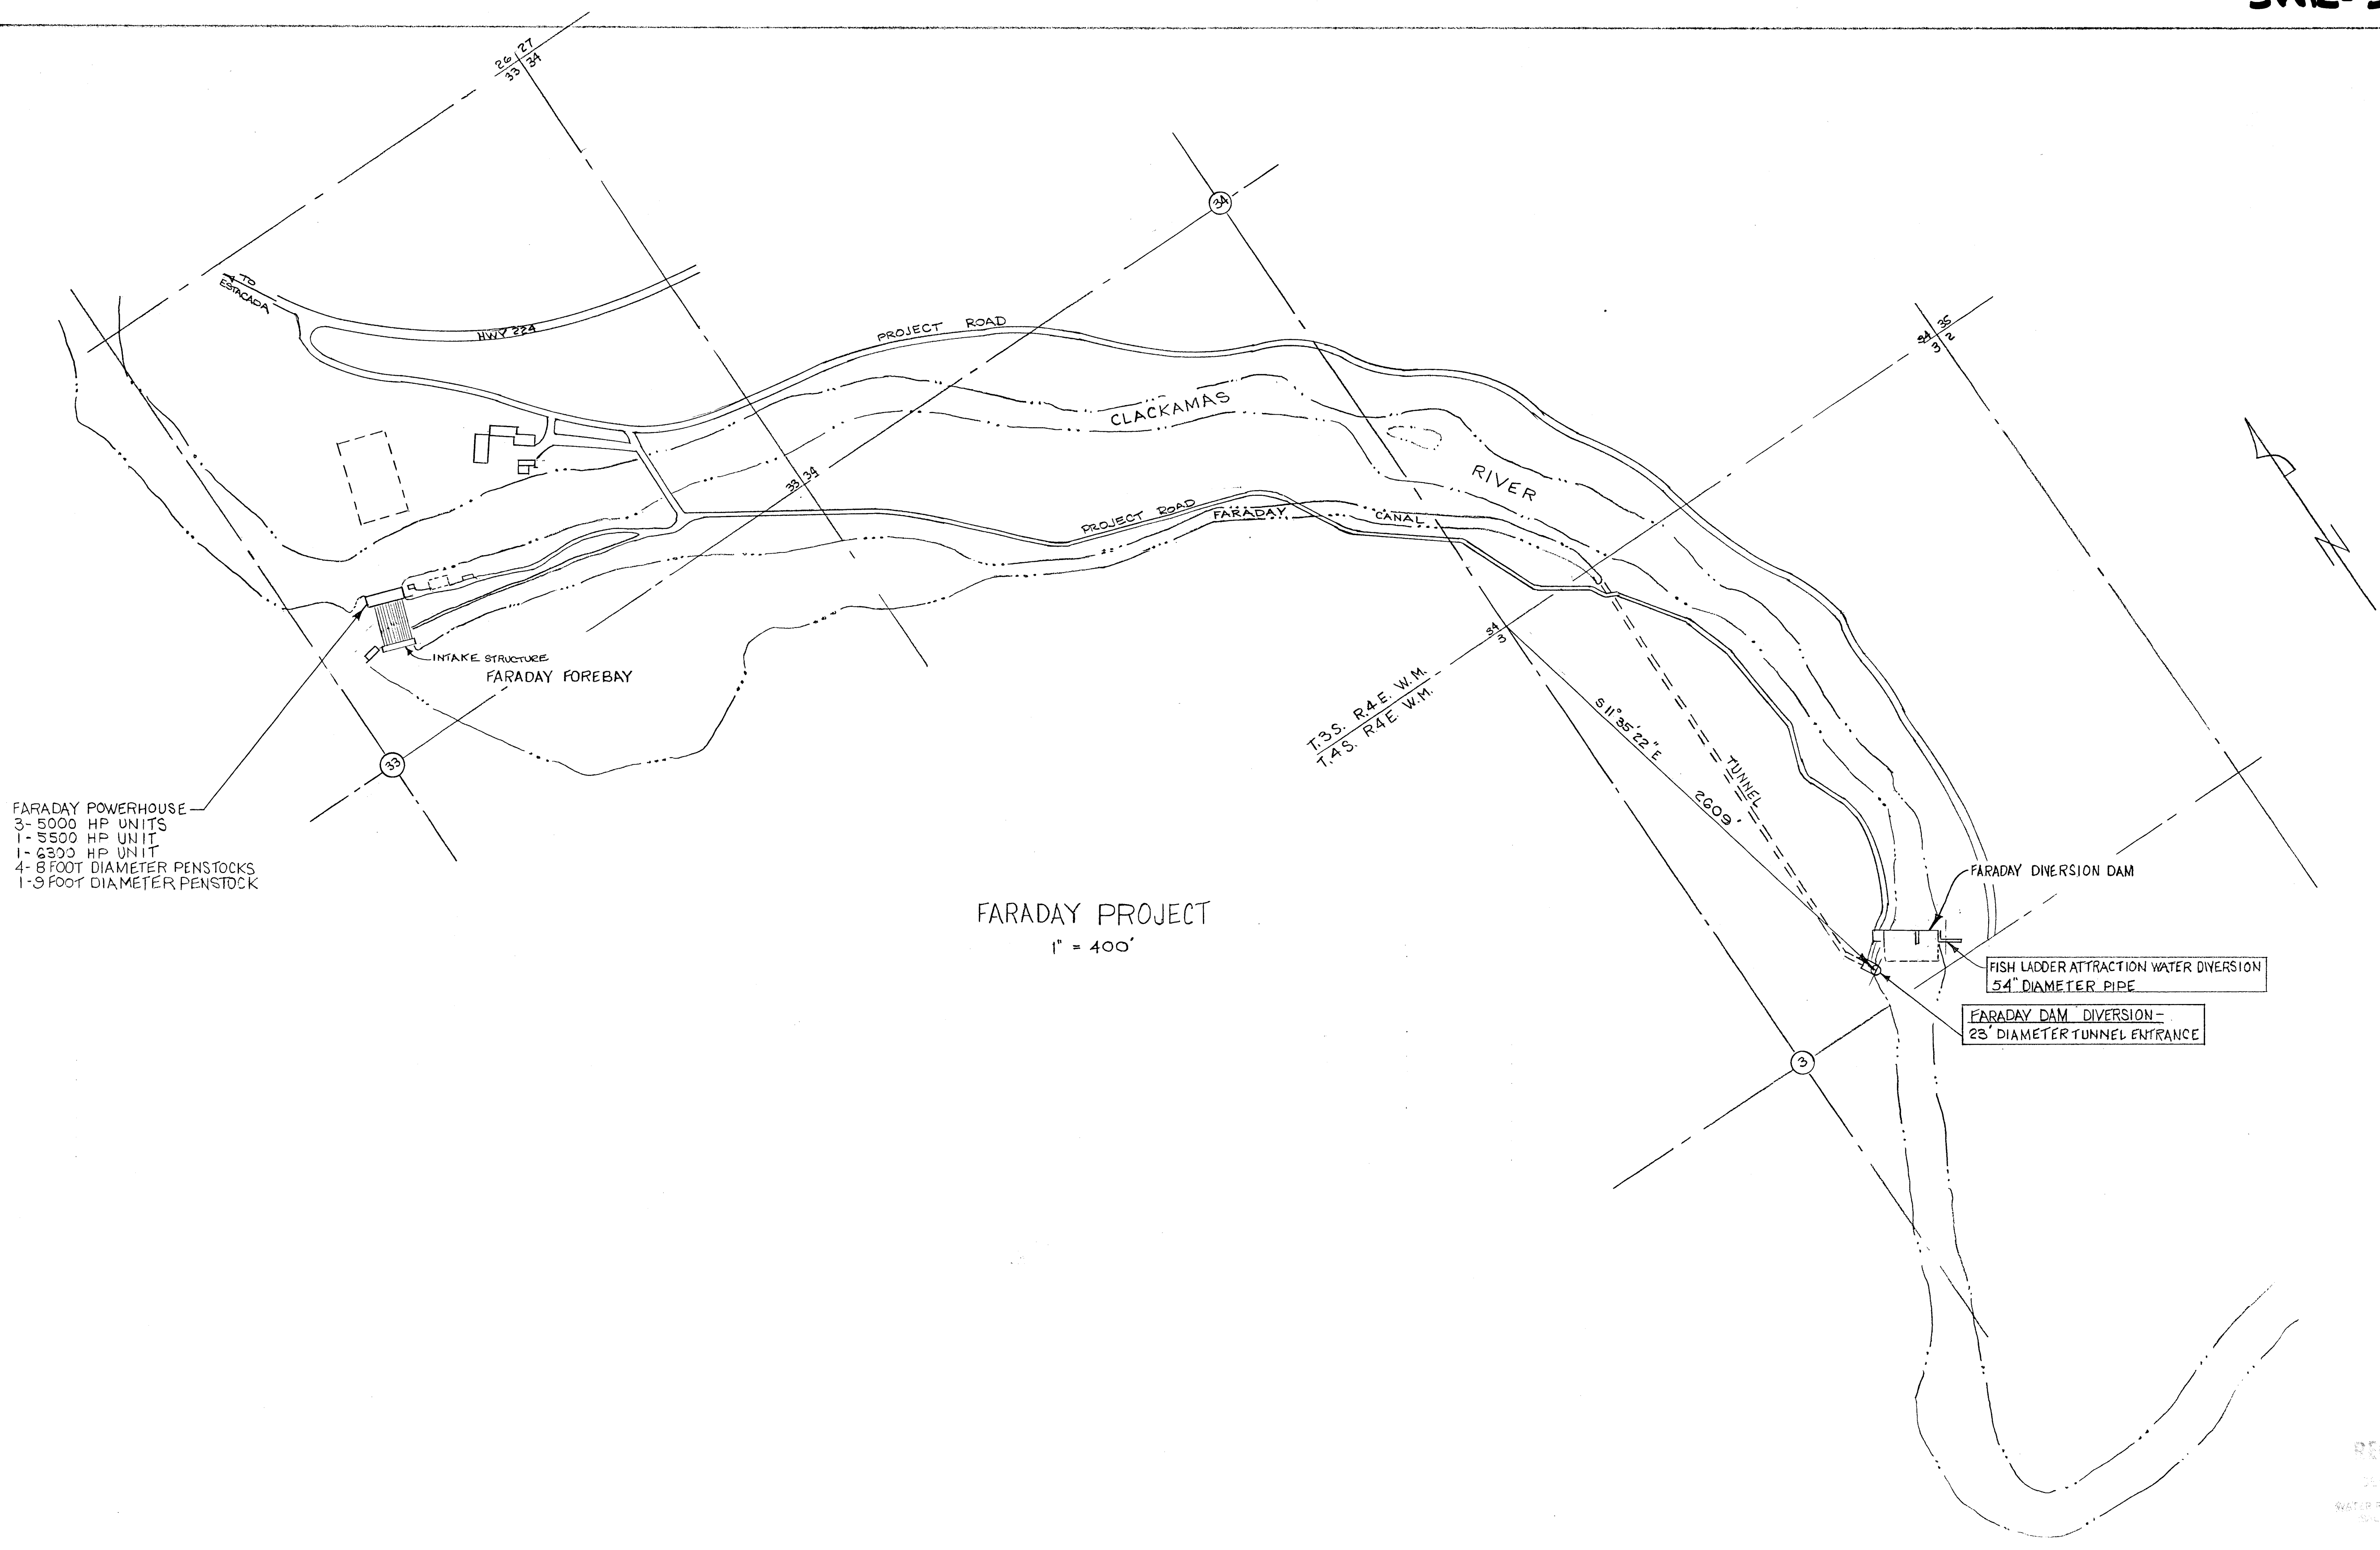 26 27
33 34
34
TO
ESTACADA
HWY 224
PROJECT ROAD
CLACKAMAS
RIVER
34 35
3 2
33 34
PROJECT ROAD
FARADAY CANAL
INTAKE STRUCTURE
FARADAY FOREBAY
34
3
T.3S. R.4E. W.M.
T.4S. R.4E. W.M.
S 11° 35' 22" E
2609'
TUNNEL
33
FARADAY POWERHOUSE
3- 5000 HP UNITS
1- 5500 HP UNIT
1- 6300 HP UNIT
4- 8 FOOT DIAMETER PENSTOCKS
1-9 FOOT DIAMETER PENSTOCK
FARADAY PROJECT
1" = 400'
FARADAY DIVERSION DAM
FISH LADDER ATTRACTION WATER DIVERSION
54" DIAMETER PIPE
FARADAY DAM DIVERSION-
23' DIAMETER TUNNEL ENTRANCE
3
N